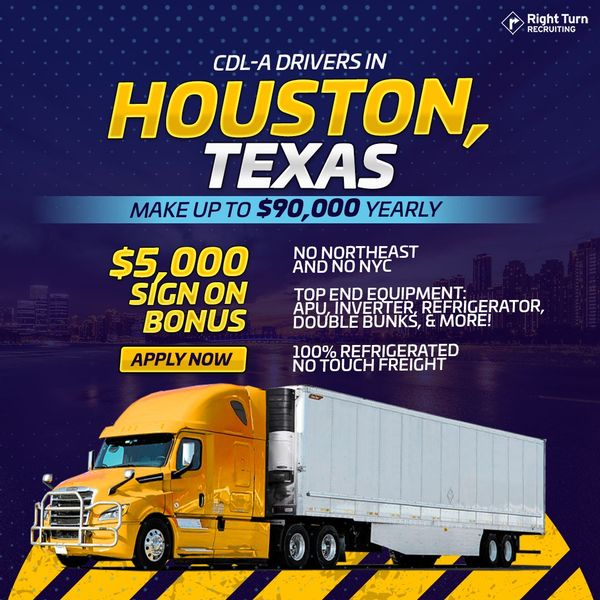 Right Turn
RECRUITING
CDL-A DRIVERS IN
HOUSTON,
TEXAS
MAKE UP TO $90,000 YEARLY
$5,000
SIGN ON
BONUS
APPLY NOW
NO NORTHEAST
AND NO NYC
TOP END EQUIPMENT:
APU, INVERTER, REFRIGERATOR,
DOUBLE BUNKS, & MORE!
100% REFRIGERATED
NO TOUCH FREIGHT